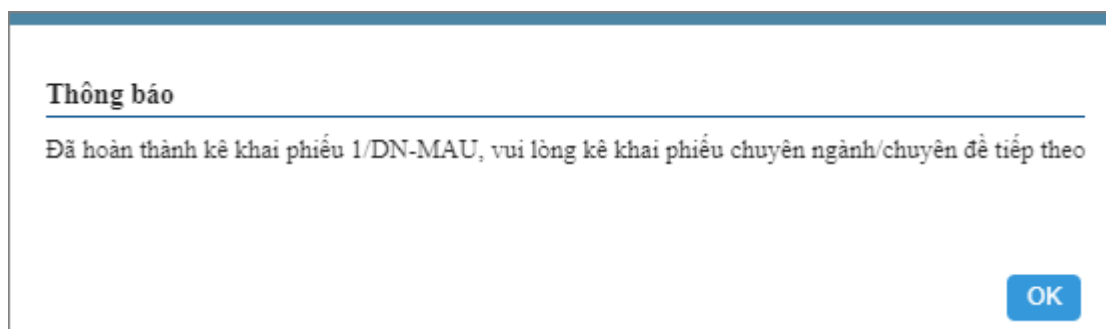 Thông báo
Đã hoàn thành kê khai phiếu 1/DN-MAU, vui lòng kê khai phiếu chuyên ngành/chuyên đề tiếp theo
OK